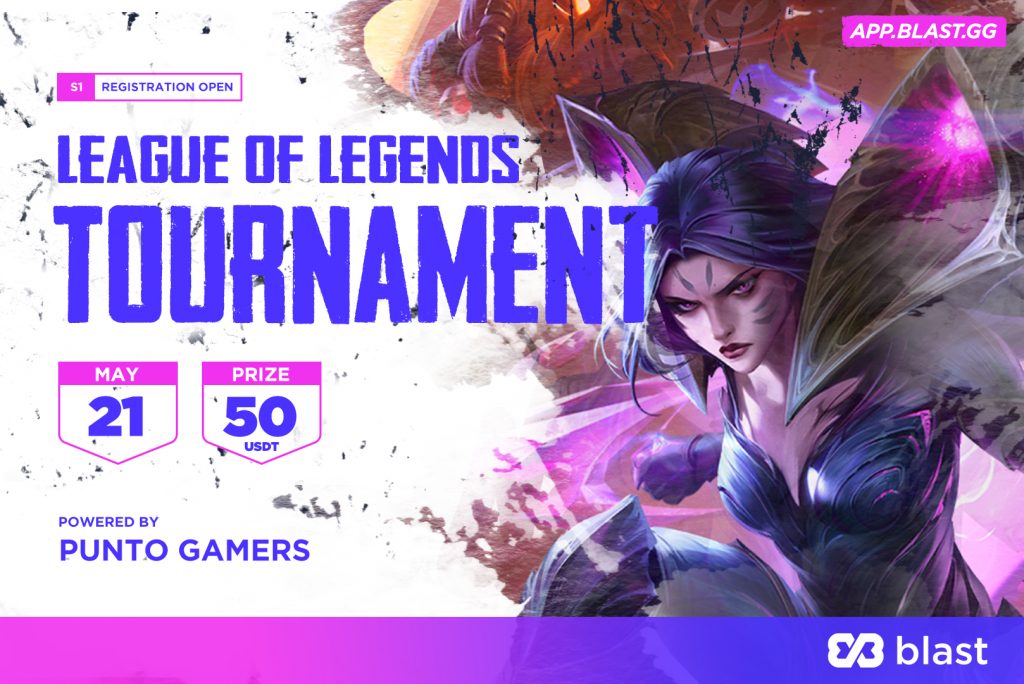 APP.BLAST.GG
S1 REGISTRATION OPEN
LEAGUE OF LEGENDS
TOURNAMENT
MAY
21
PRIZE
50
USDT
POWERED BY
PUNTO GAMERS
blast